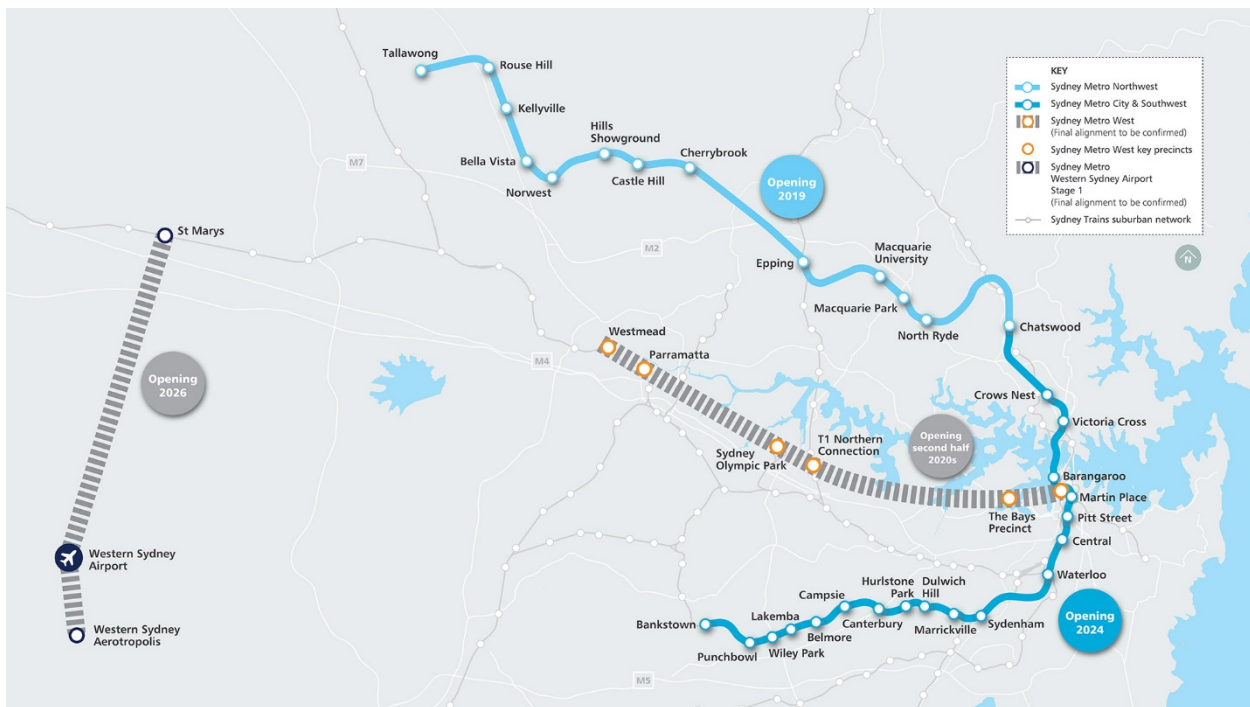 Tallawong
Rouse Hill
Kellyville
Bella Vista
Norwest
Hills
Showground
Castle Hill
Cherrybrook
Opening
2019
KEY
Sydney Metro Northwest
Sydney Metro City & Southwest
Sydney Metro West
(Final alignment to be confirmed)
Sydney Metro West key precincts
Sydney Metro
Western Sydney Airport
Stage 1
(Final alignment to be confirmed)
Sydney Trains suburban network
N
M7
M2
St Marys
Epping
Macquarie
University
Macquarie Park
North Ryde
Chatswood
Westmead
Parramatta
M4
Opening
2026
Crows Nest
Victoria Cross
Sydney
Olympic Park
T1 Northern
Connection
Opening
second half
2020s
Barangaroo
Martin Place
The Bays
Precinct
Pitt Street
Central
Western Sydney
Airport
Waterloo
Western Sydney
Aerotropolis
Bankstown
Punchbowl
Lakemba
Wiley Park
Campsie
Belmore
Canterbury
Hurlstone
Park
Dulwich
Hill
Marrickville
Sydenham
Opening
2024
M5